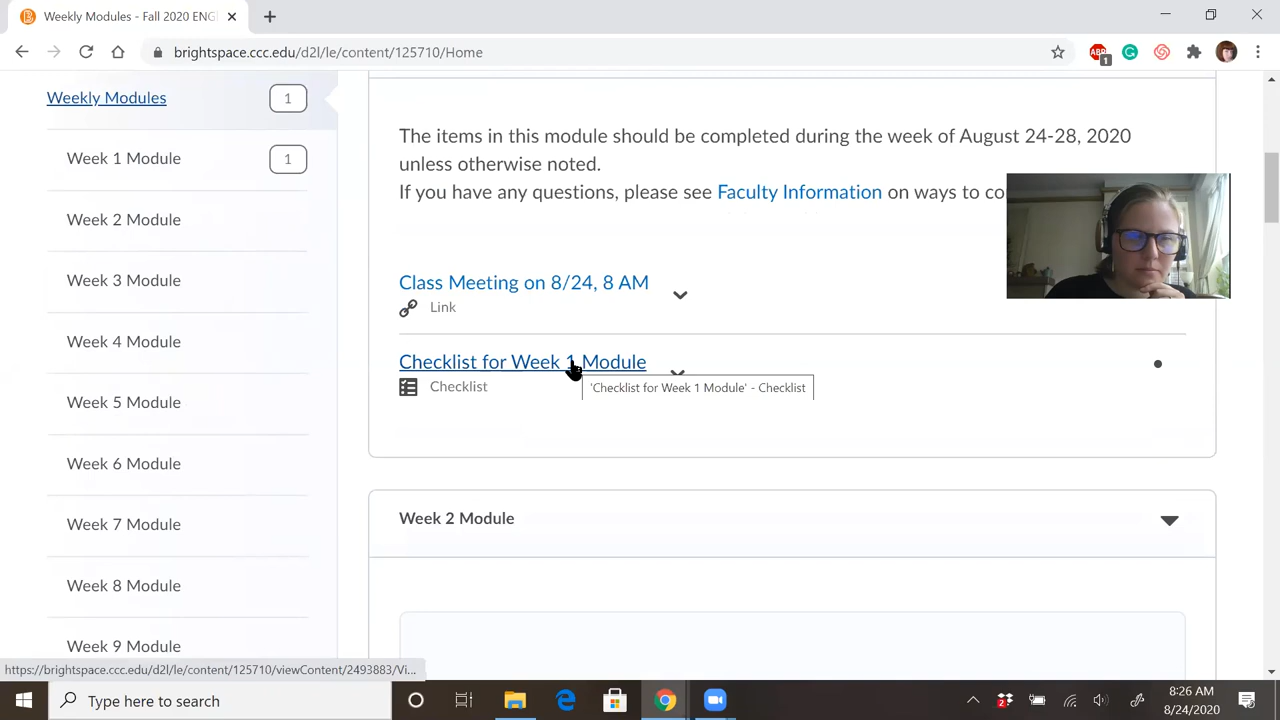 Weekly Modules - Fall 2020 ENG
brightspace.ccc.edu/d2l/le/content/125710/Home
ABP
1
Weekly Modules
1
Week 1 Module
1
Week 2 Module
Week 3 Module
Week 4 Module
Week 5 Module
Week 6 Module
Week 7 Module
Week 8 Module
Week 9 Module
The items in this module should be completed during the week of August 24-28, 2020
unless otherwise noted.
If you have any questions, please see Faculty Information on ways to co
Class Meeting on 8/24, 8 AM
Link
Checklist for Week 1 Module
Checklist
'Checklist for Week 1 Module' - Checklist
Week 2 Module
https://brightspace.ccc.edu/d2l/le/content/125710/viewContent/2493883/Vi...
Type here to search
2
8:26 AM
8/24/2020